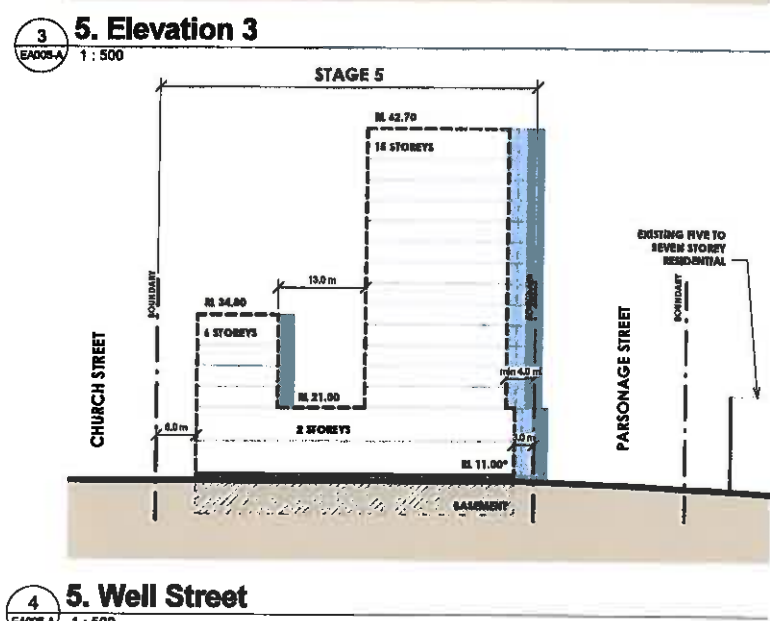 3
5. Elevation 3
EA005-A
1 : 500
STAGE 5
RL 62.70
15 STOREYS
EXISTING FIVE TO
SEVEN STOREY
RESIDENTIAL
BOUNDARY
13.0 m
BOUNDARY
RL 34.80
6 STOREYS
CHURCH STREET
PARSONAGE STREET
min 4.0 m
RL 21.00
2 STOREYS
6.0 m
3.0 m
RL 11.00*
BASEMENT
4
5. Well Street
EA005-A
1 : 500